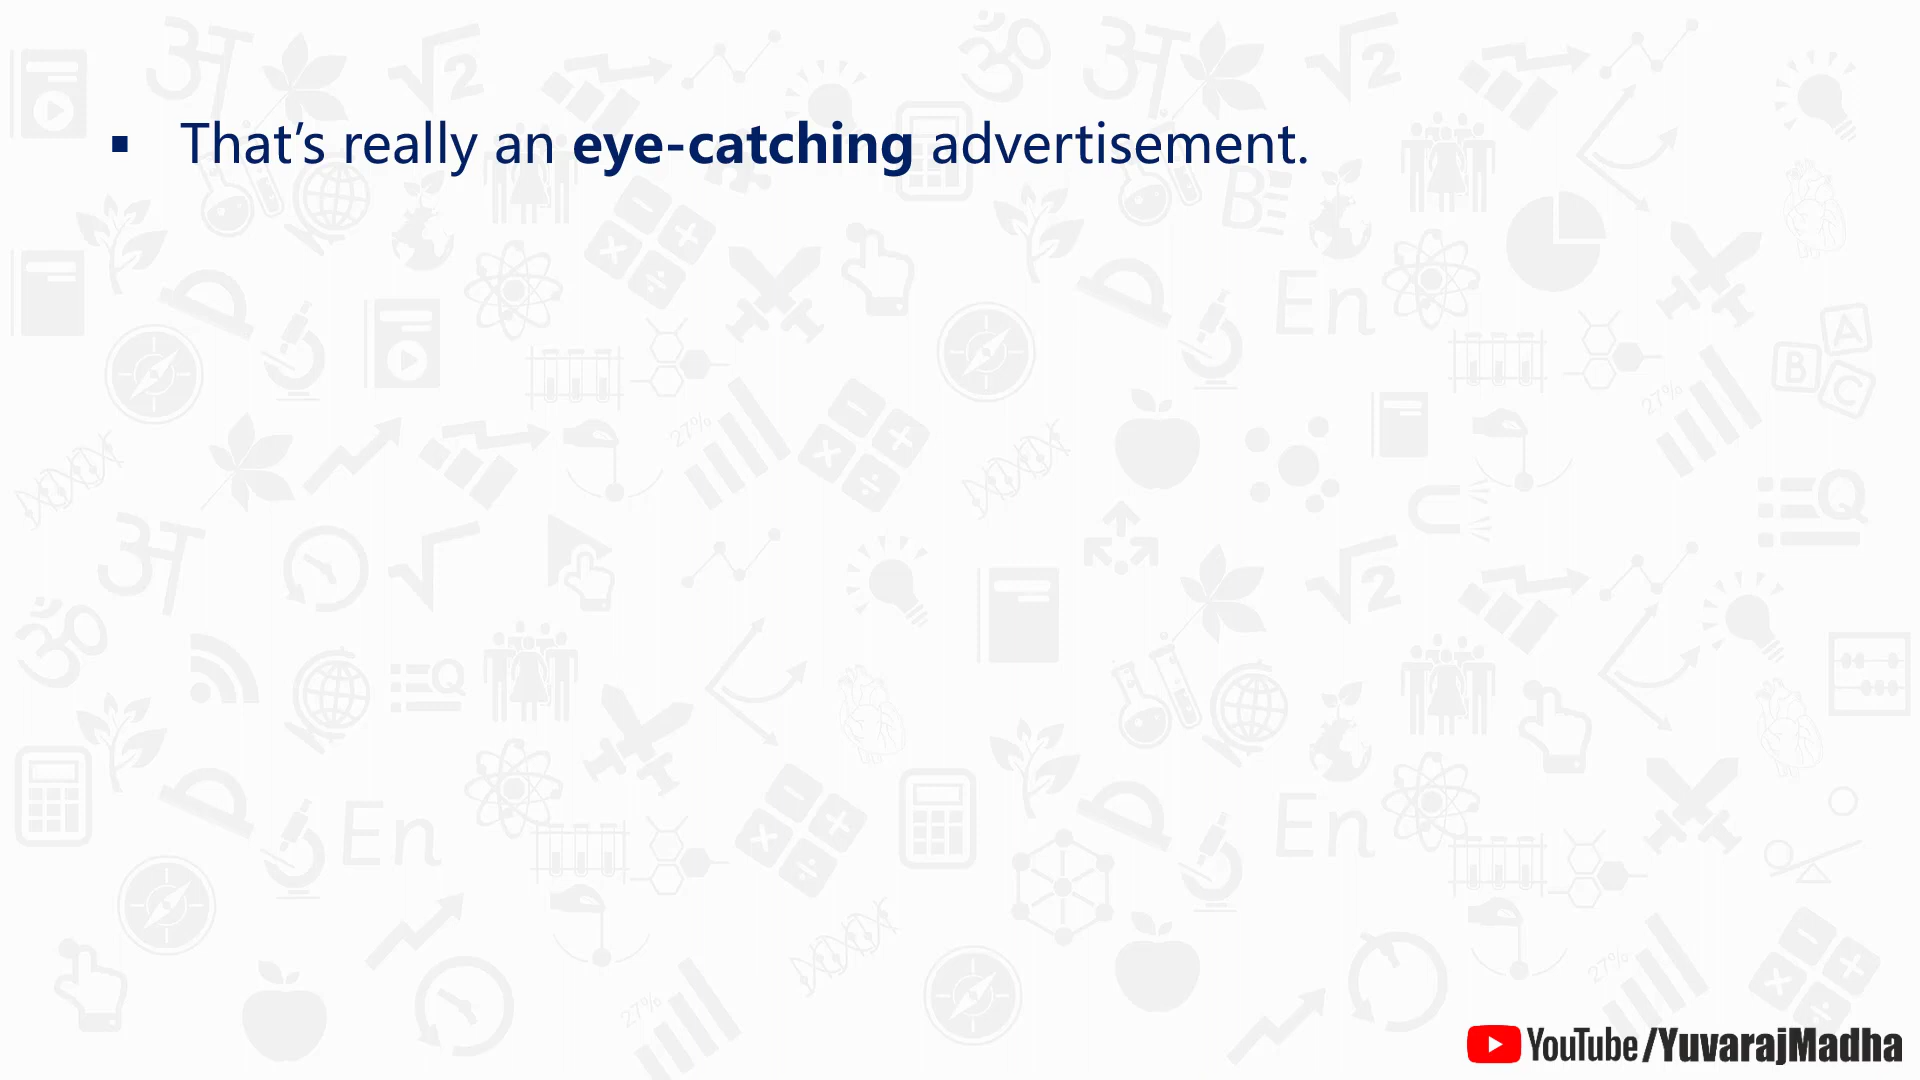 ▪ That’s really an eye-catching advertisement.
YouTube/YuvarajMadha